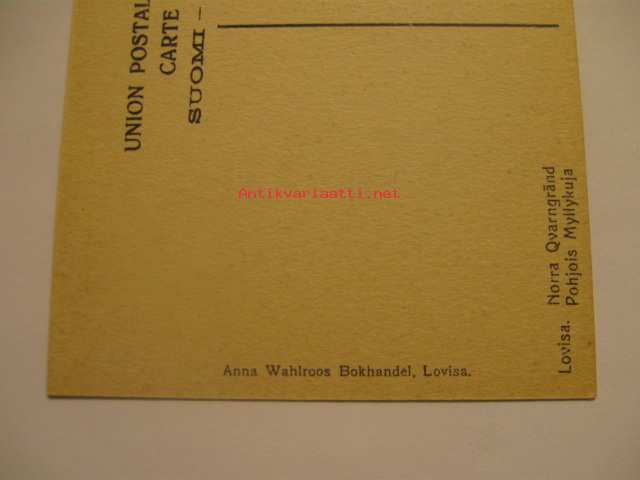 UNION POSTAL
CARTE
SUOMI –
Antikvariaatti.net
Lovisa. Norra Qvarngränd
Pohjois Myllykuja
Anna Wahlroos Bokhandel, Lovisa.